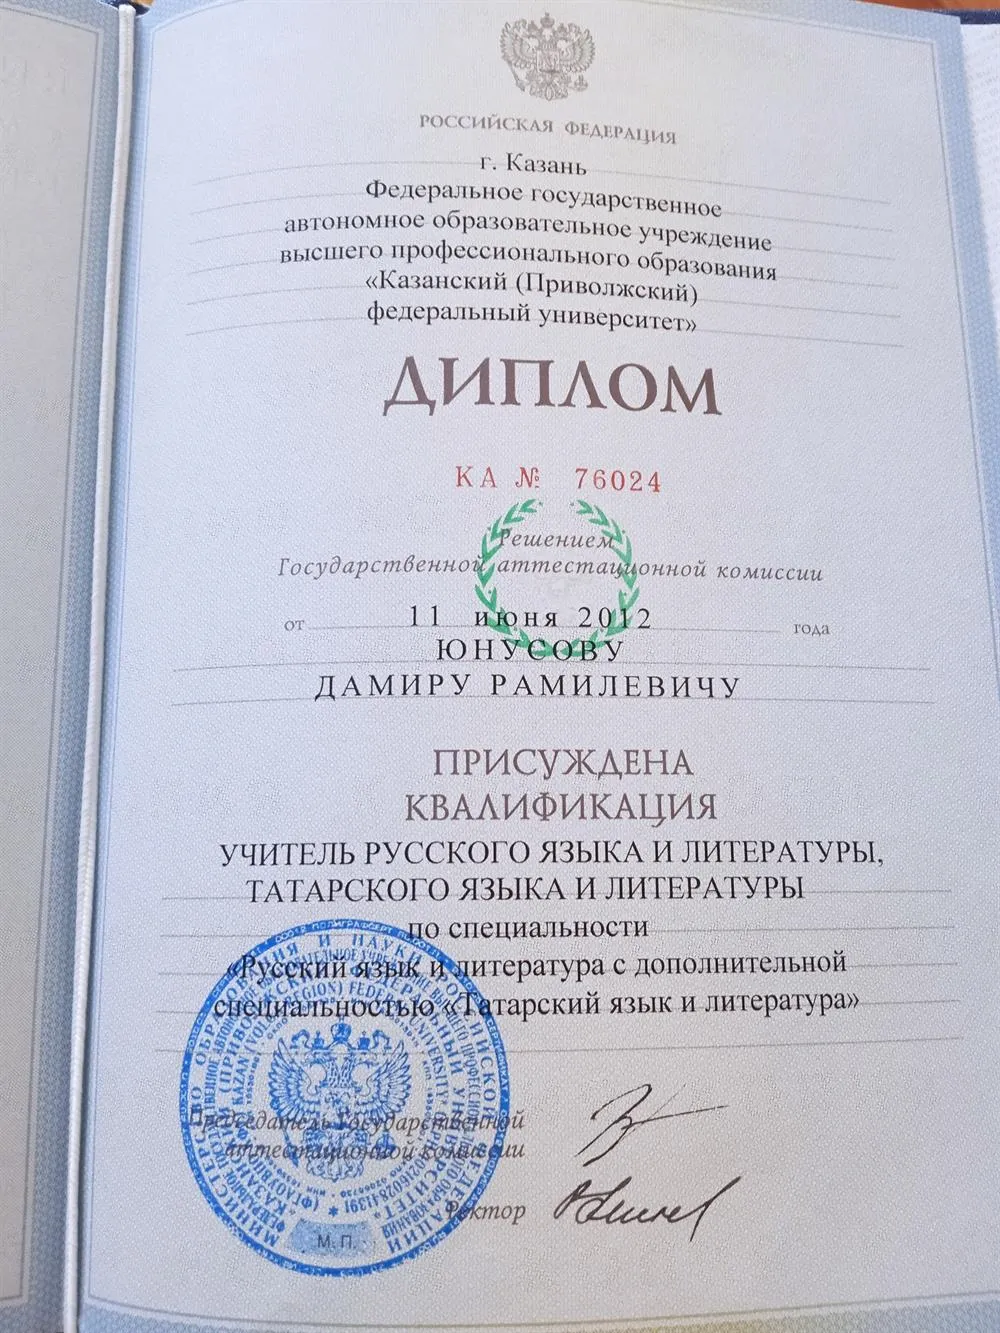 РОССИЙСКАЯ ФЕДЕРАЦИЯ
г. Казань
Федеральное государственное
автономное образовательное учреждение
высшего профессионального образования
«Казанский (Приволжский)
федеральный университет»
ДИПЛОМ
КА № 76024
Решением
Государственной аттестационной комиссии
от 11 июня 2012 года
ЮНУСОВУ
ДАМИРУ РАМИЛЕВИЧУ
ПРИСУЖДЕНА
КВАЛИФИКАЦИЯ
УЧИТЕЛЬ РУССКОГО ЯЗЫКА И ЛИТЕРАТУРЫ,
ТАТАРСКОГО ЯЗЫКА И ЛИТЕРАТУРЫ
по специальности
«Русский язык и литература с дополнительной
специальностью «Татарский язык и литература»
Председатель Государственной
аттестационной комиссии
Ректор
М. П.